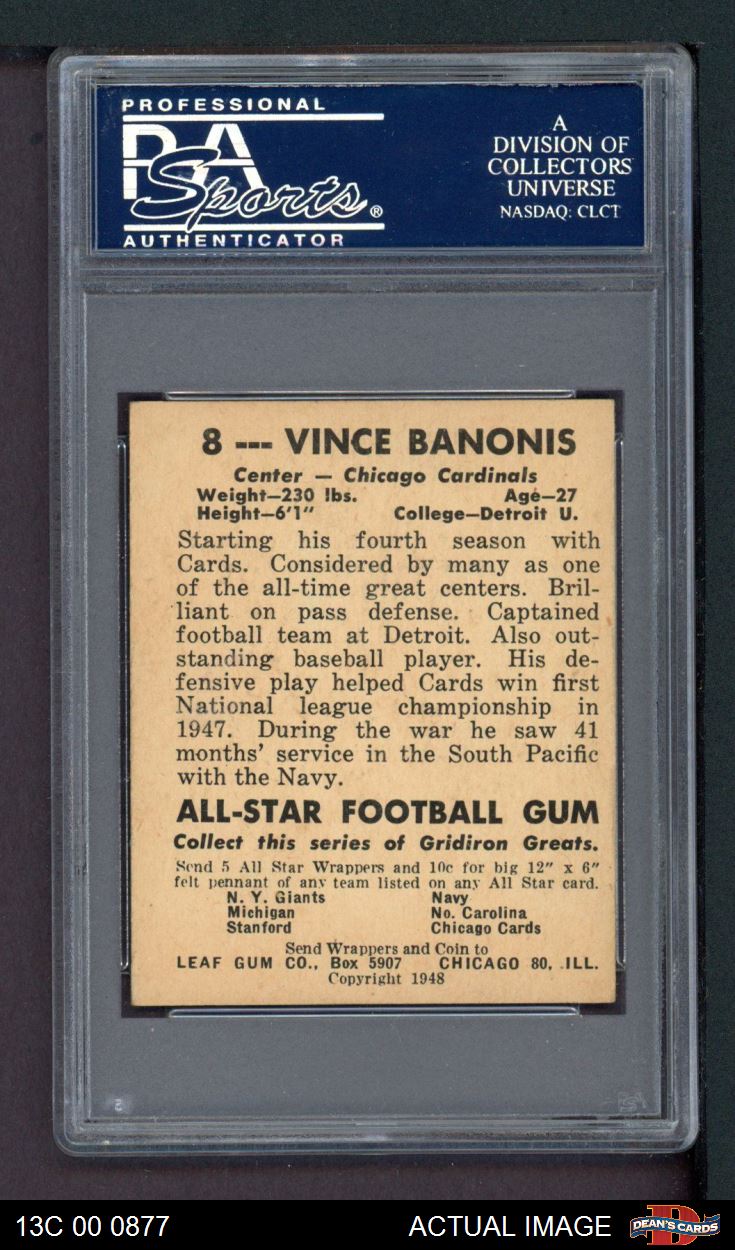 PROFESSIONAL
PSA
Sports®
AUTHENTICATOR
A
DIVISION OF
COLLECTORS
UNIVERSE
NASDAQ: CLCT
8 --- VINCE BANONIS
Center — Chicago Cardinals
Weight—230 lbs. Age—27
Height—6'1" College—Detroit U.
Starting his fourth season with
Cards. Considered by many as one
of the all-time great centers. Bril-
liant on pass defense. Captained
football team at Detroit. Also out-
standing baseball player. His de-
fensive play helped Cards win first
National league championship in
1947. During the war he saw 41
months' service in the South Pacific
with the Navy.
ALL-STAR FOOTBALL GUM
Collect this series of Gridiron Greats.
Send 5 All Star Wrappers and 10c for big 12" x 6"
felt pennant of any team listed on any All Star card.
N. Y. Giants Navy
Michigan No. Carolina
Stanford Chicago Cards
Send Wrappers and Coin to
LEAF GUM CO., Box 5907 CHICAGO 80, ILL.
Copyright 1948
13C 00 0877 ACTUAL IMAGE DEAN'S CARDS